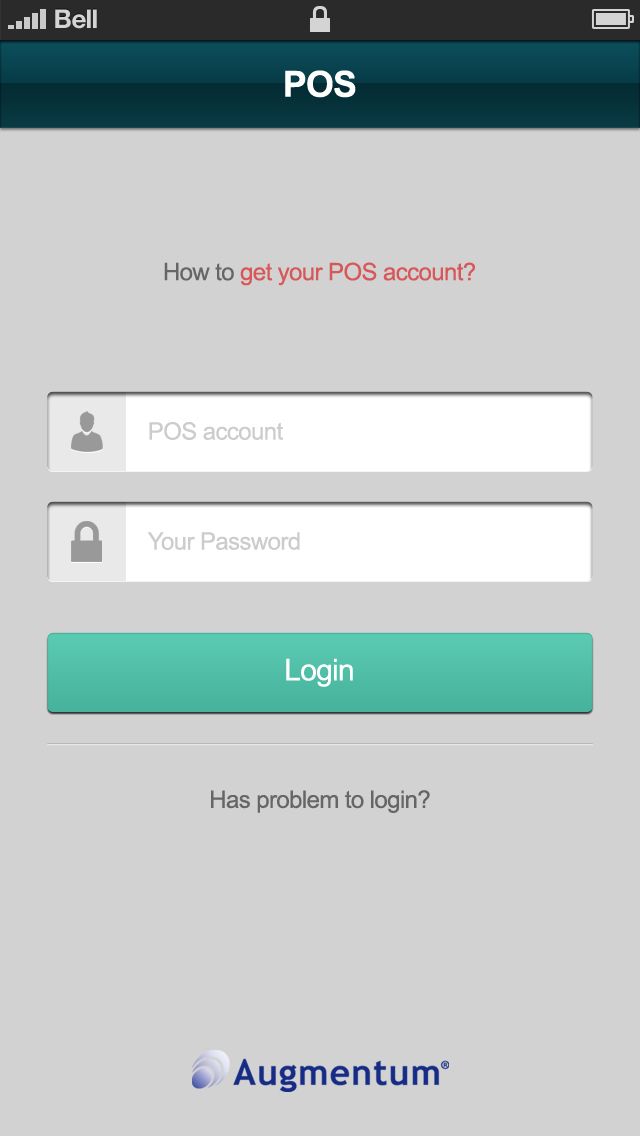 Bell
POS
How to get your POS account?
POS account
Your Password
Login
Has problem to login?
Augmentum®